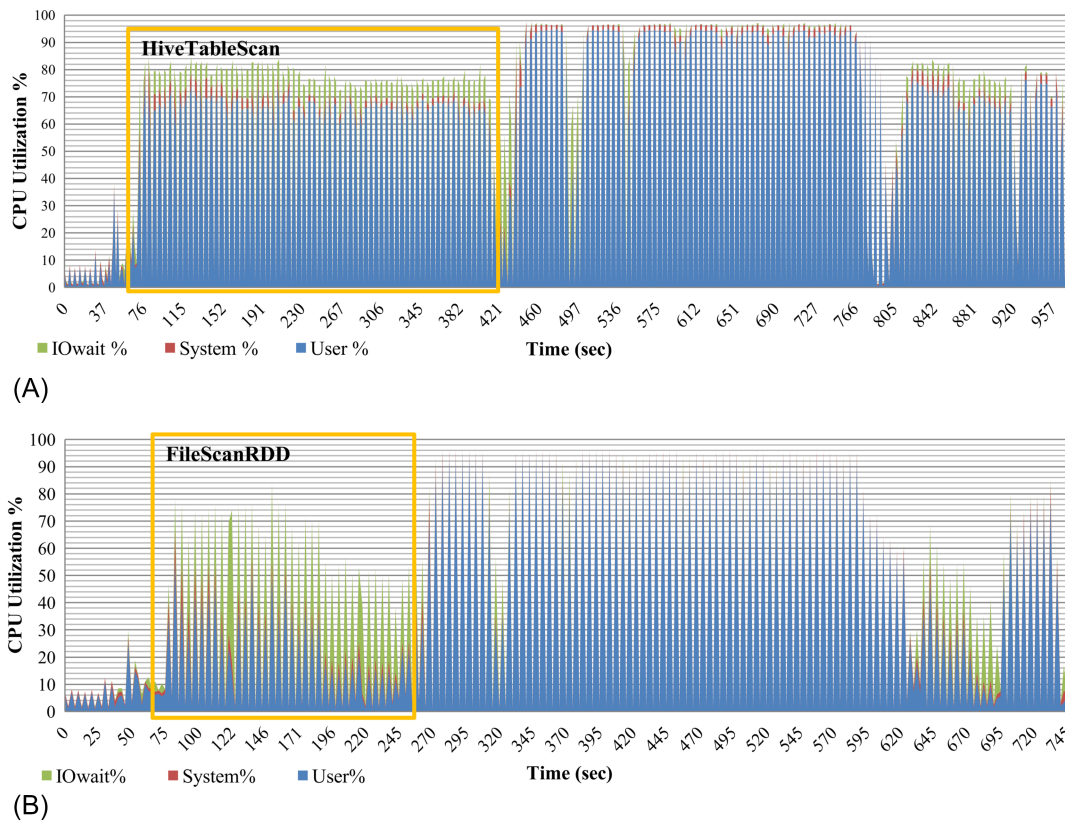 100
90
80
70
60
50
40
30
20
10
0
CPU Utilization %
HiveTableScan
0 37 76 115 152 191 230 267 306 345 382 421 460 497 536 575 612 651 690 727 766 805 842 881 920 957
IOwait % System % User %
Time (sec)
(A)
100
90
80
70
60
50
40
30
20
10
0
CPU Utilization %
FileScanRDD
0 25 50 75 100 122 146 171 196 220 245 270 295 320 345 370 395 420 445 470 495 520 545 570 595 620 645 670 695 720 745
IOwait% System% User%
Time (sec)
(B)